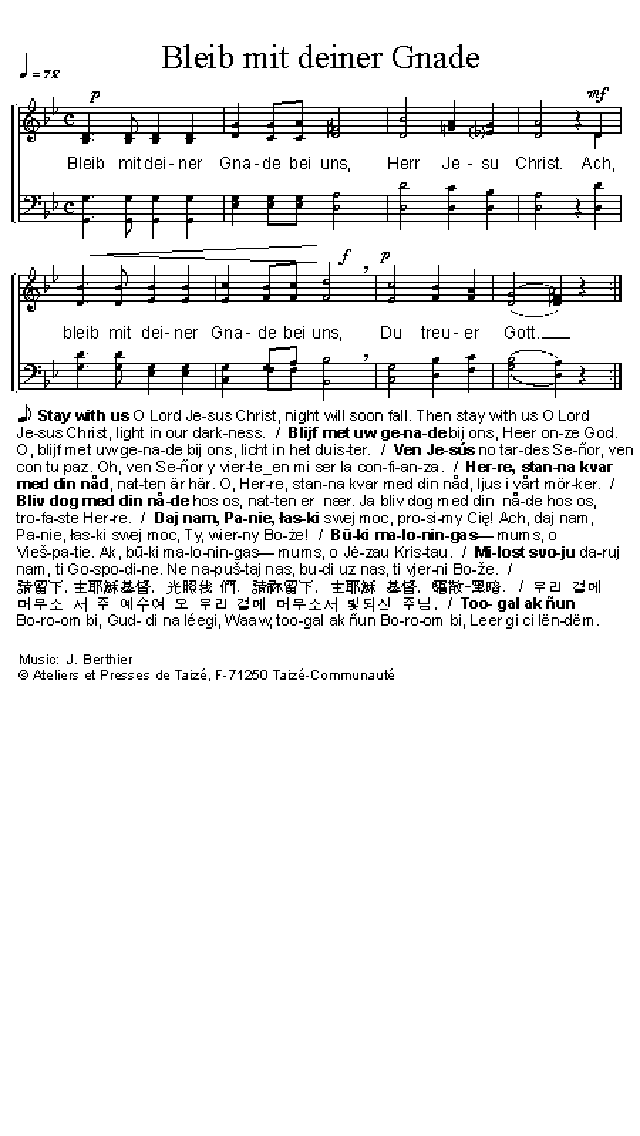 Bleib mit deiner Gnade
p mf
Bleib mit dei - ner Gna - de bei uns, Herr Je - su Christ. Ach,
f p
bleib mit dei - ner Gna - de bei uns, Du treu - er Gott.
Stay with us O Lord Je-sus Christ, night will soon fall. Then stay with us O Lord
Je-sus Christ, light in our dark-ness. / Blijf met uw ge-na-de bij ons, Heer on-ze God.
O, blijf met uw ge-na-de bij ons, licht in het duis-ter. / Ven Je-sús no tar-des Se-ñor, ven
con tu paz. Oh, ven Se-ñor y vier-te_en mi ser la con-fi-an-za. / Her-re, stan-na kvar
med din nåd, nat-ten är här. O, Her-re, stan-na kvar med din nåd, ljus i vårt mör-ker. /
Bliv dog med din nå-de hos os, nat-ten er nær. Ja bliv dog med din nå-de hos os,
tro-fa-ste Her-re. / Daj nam, Pa-nie, łas-ki swej moc, pro-si-my Cię! Ach, daj nam,
Pa-nie, łas-ki swej moc, Ty, wier-ny Bo-że! / Bū-ki ma-lo-nin-gas— mums, o
Vieš-pa-tie. Ak, bū-ki ma-lo-nin-gas— mums, o Jė-zau Kris-tau. / Mi-lost svo-ju da-ruj
nam, ti Go-spo-di-ne. Ne na-puš-taj nas, bu-di uz nas, ti vjer-ni Bo-že. /
請留下, 主耶穌 基督, 光照我 們. 請祢留下, 主耶穌 基督, 驅散–黑暗. / 우리 곁에
머무소 서 주 예수여 오 우리 곁에 머무소서 빛되신 주님. / Too- gal ak ñun
Bo-ro-om bi, Gud- di na léegi, Waaw, too-gal ak ñun Bo-ro-om bi, Leer gi ci lën-dëm.
Music: J. Berthier
© Ateliers et Presses de Taizé, F-71250 Taizé-Communauté